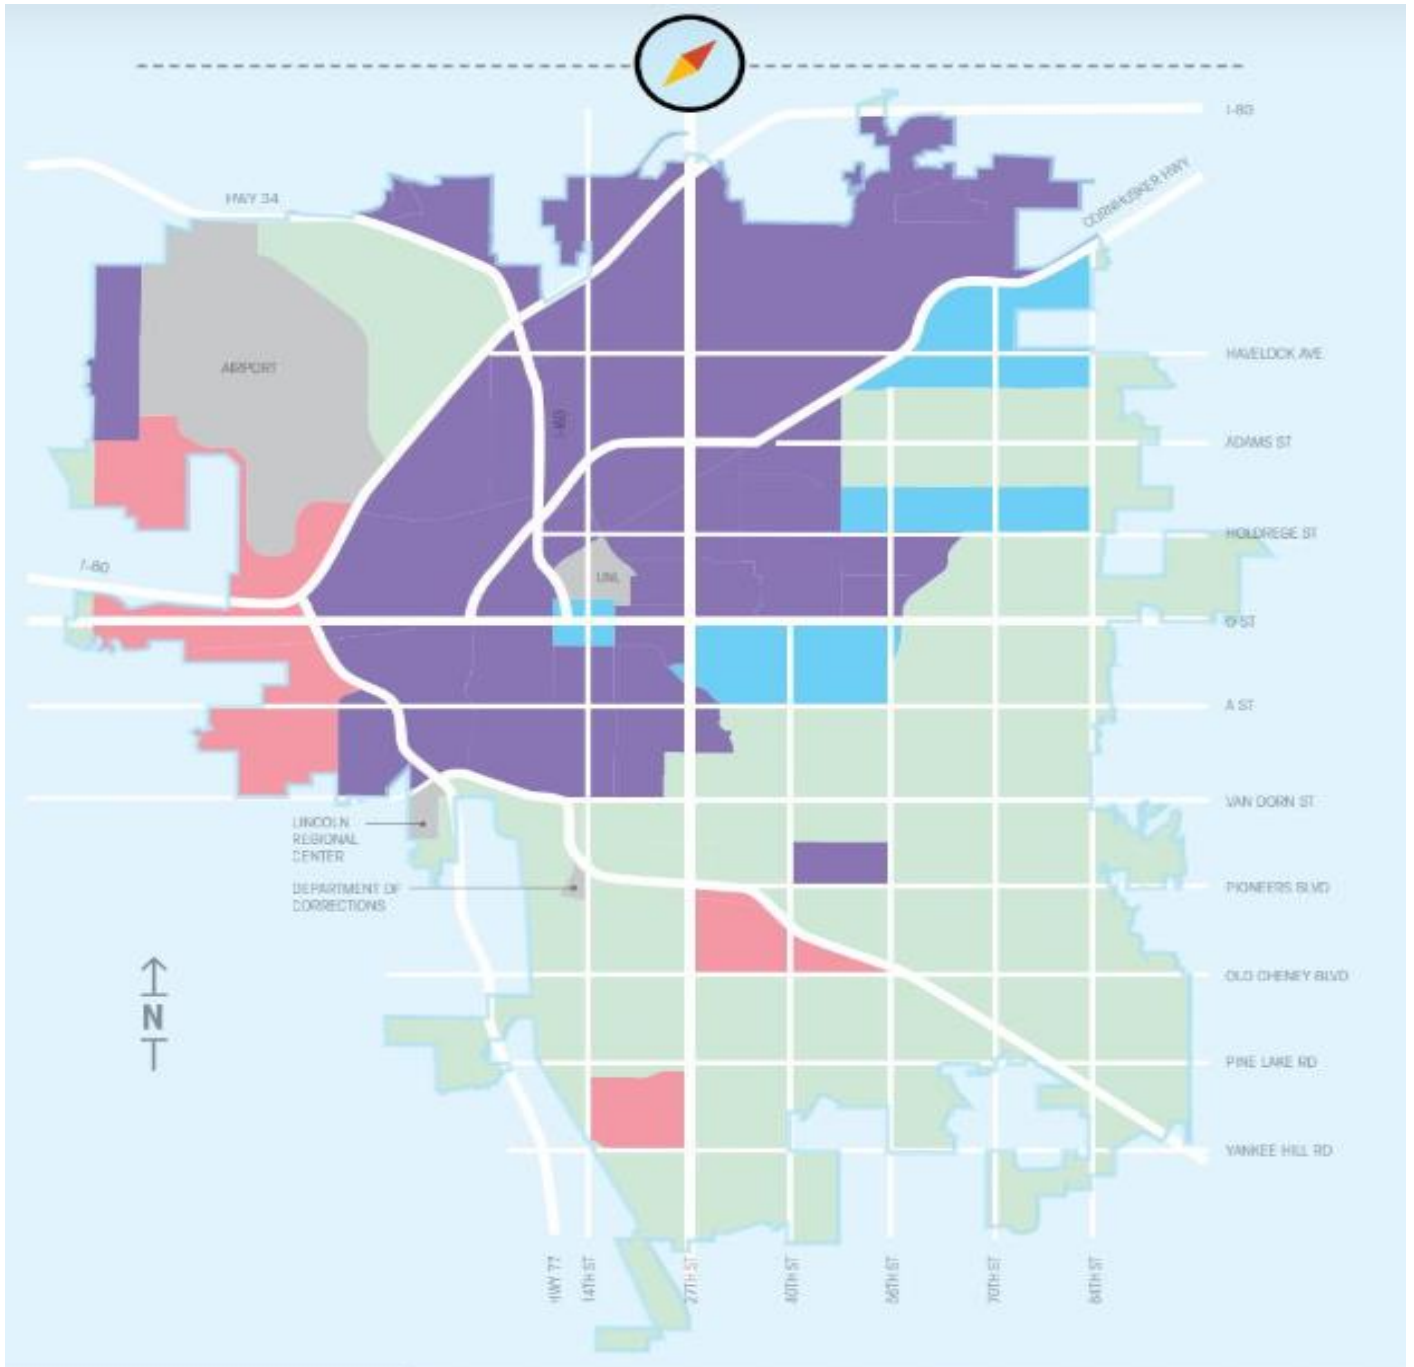 I-80
CORNHUSKER HWY
HWY 34
HAVELOCK AVE
AIRPORT
I-180
ADAMS ST
HOLDREGE ST
I-80
UNL
O ST
A ST
VAN DORN ST
LINCOLN
REGIONAL
CENTER
DEPARTMENT OF
CORRECTIONS
PIONEERS BLVD
OLD CHENEY BLVD
N
PINE LAKE RD
YANKEE HILL RD
HWY 77
14TH ST
27TH ST
40TH ST
56TH ST
70TH ST
84TH ST